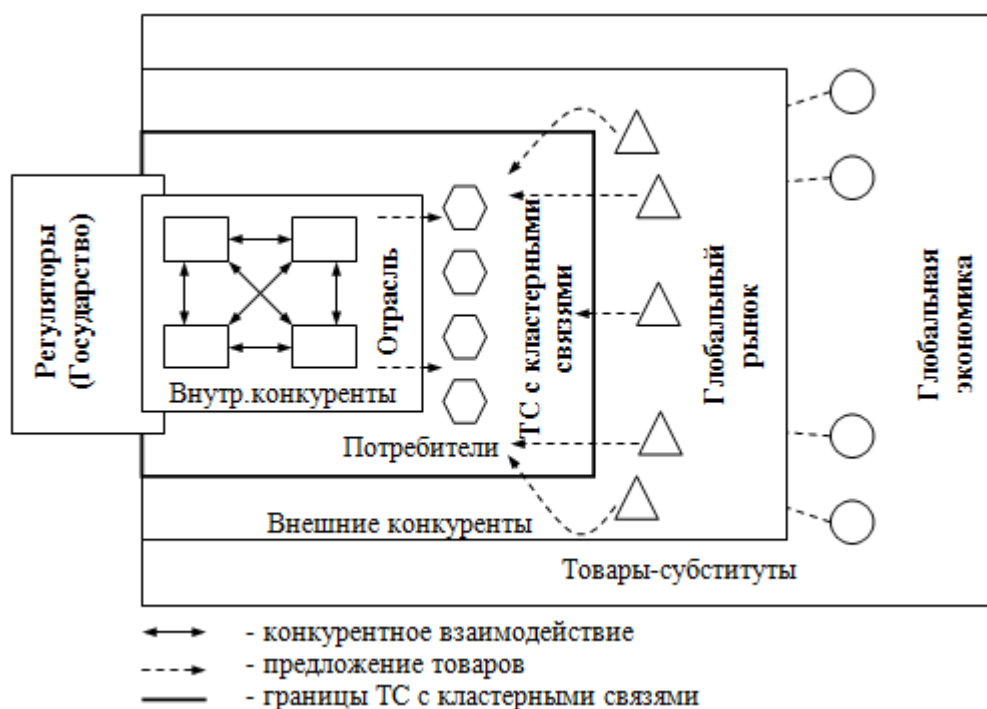 Регуляторы
(Государство)
Отрасль
Внутр.конкуренты
Потребители
ТС с кластерными
связями
Внешние конкуренты
Глобальный
рынок
Товары-субституты
Глобальная
экономика
- конкурентное взаимодействие
- предложение товаров
- границы ТС с кластерными связями